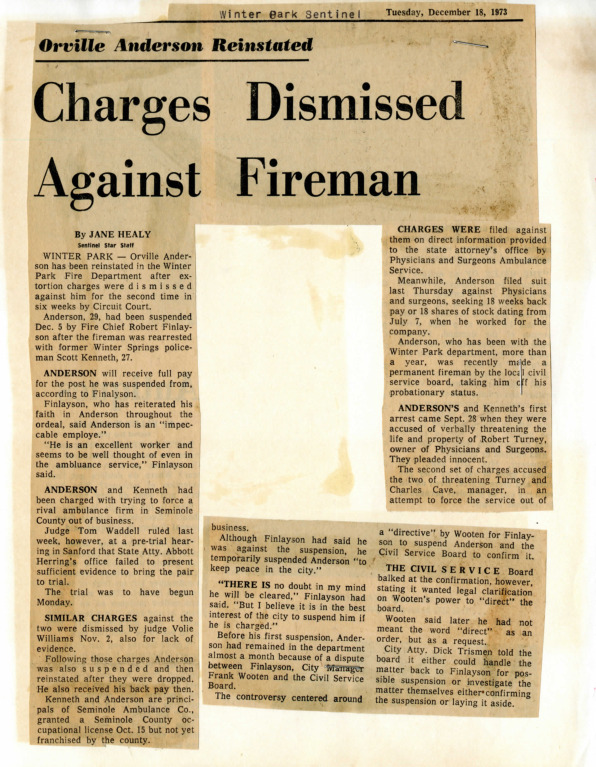 Winter Park Sentinel
Tuesday, December 18, 1973
Orville Anderson Reinstated
Charges Dismissed
Against Fireman
By JANE HEALY
Sentinel Star Staff
WINTER PARK — Orville Ander-
son has been reinstated in the Winter
Park Fire Department after ex-
tortion charges were dismissed
against him for the second time in
six weeks by Circuit Court.
Anderson, 29, had been suspended
Dec. 5 by Fire Chief Robert Finlay-
son after the fireman was rearrested
with former Winter Springs police-
man Scott Kenneth, 27.
ANDERSON will receive full pay
for the post he was suspended from,
according to Finalyson.
Finlayson, who has reiterated his
faith in Anderson throughout the
ordeal, said Anderson is an "impec-
cable employe."
"He is an excellent worker and
seems to be well thought of even in
the ambluance service," Finlayson
said.
ANDERSON and Kenneth had
been charged with trying to force a
rival ambulance firm in Seminole
County out of business.
Judge Tom Waddell ruled last
week, however, at a pre-trial hear-
ing in Sanford that State Atty. Abbott
Herring's office failed to present
sufficient evidence to bring the pair
to trial.
The trial was to have begun
Monday.
SIMILAR CHARGES against the
two were dismissed by judge Volie
Williams Nov. 2, also for lack of
evidence.
Following those charges Anderson
was also suspended and then
reinstated after they were dropped.
He also received his back pay then.
Kenneth and Anderson are princi-
pals of Seminole Ambulance Co.,
granted a Seminole County oc-
cupational license Oct. 15 but not yet
franchised by the county.
CHARGES WERE filed against
them on direct information provided
to the state attorney's office by
Physicians and Surgeons Ambulance
Service.
Meanwhile, Anderson filed suit
last Thursday against Physicians
and surgeons, seeking 18 weeks back
pay or 18 shares of stock dating from
July 7, when he worked for the
company.
Anderson, who has been with the
Winter Park department, more than
a year, was recently made a
permanent fireman by the local civil
service board, taking him off his
probationary status.
ANDERSON'S and Kenneth's first
arrest came Sept. 28 when they were
accused of verbally threatening the
life and property of Robert Turney,
owner of Physicians and Surgeons.
They pleaded innocent.
The second set of charges accused
the two of threatening Turney and
Charles Cave, manager, in an
attempt to force the service out of
business.
Although Finlayson had said he
was against the suspension, he
temporarily suspended Anderson "to
keep peace in the city."
"THERE IS no doubt in my mind
he will be cleared," Finlayson had
said. "But I believe it is in the best
interest of the city to suspend him if
he is charged."
Before his first suspension, Ander-
son had remained in the department
almost a month because of a dispute
between Finlayson, City Manager
Frank Wooten and the Civil Service
Board.
The controversy centered around
a "directive" by Wooten for Finlay-
son to suspend Anderson and the
Civil Service Board to confirm it.
THE CIVIL SERVICE Board
balked at the confirmation, however,
stating it wanted legal clarification
on Wooten's power to "direct" the
board.
Wooten said later he had not
meant the word "direct" as an
order, but as a request.
City Atty. Dick Trismen told the
board it either could handle the
matter back to Finlayson for pos-
sible suspension or investigate the
matter themselves either confirming
the suspension or laying it aside.